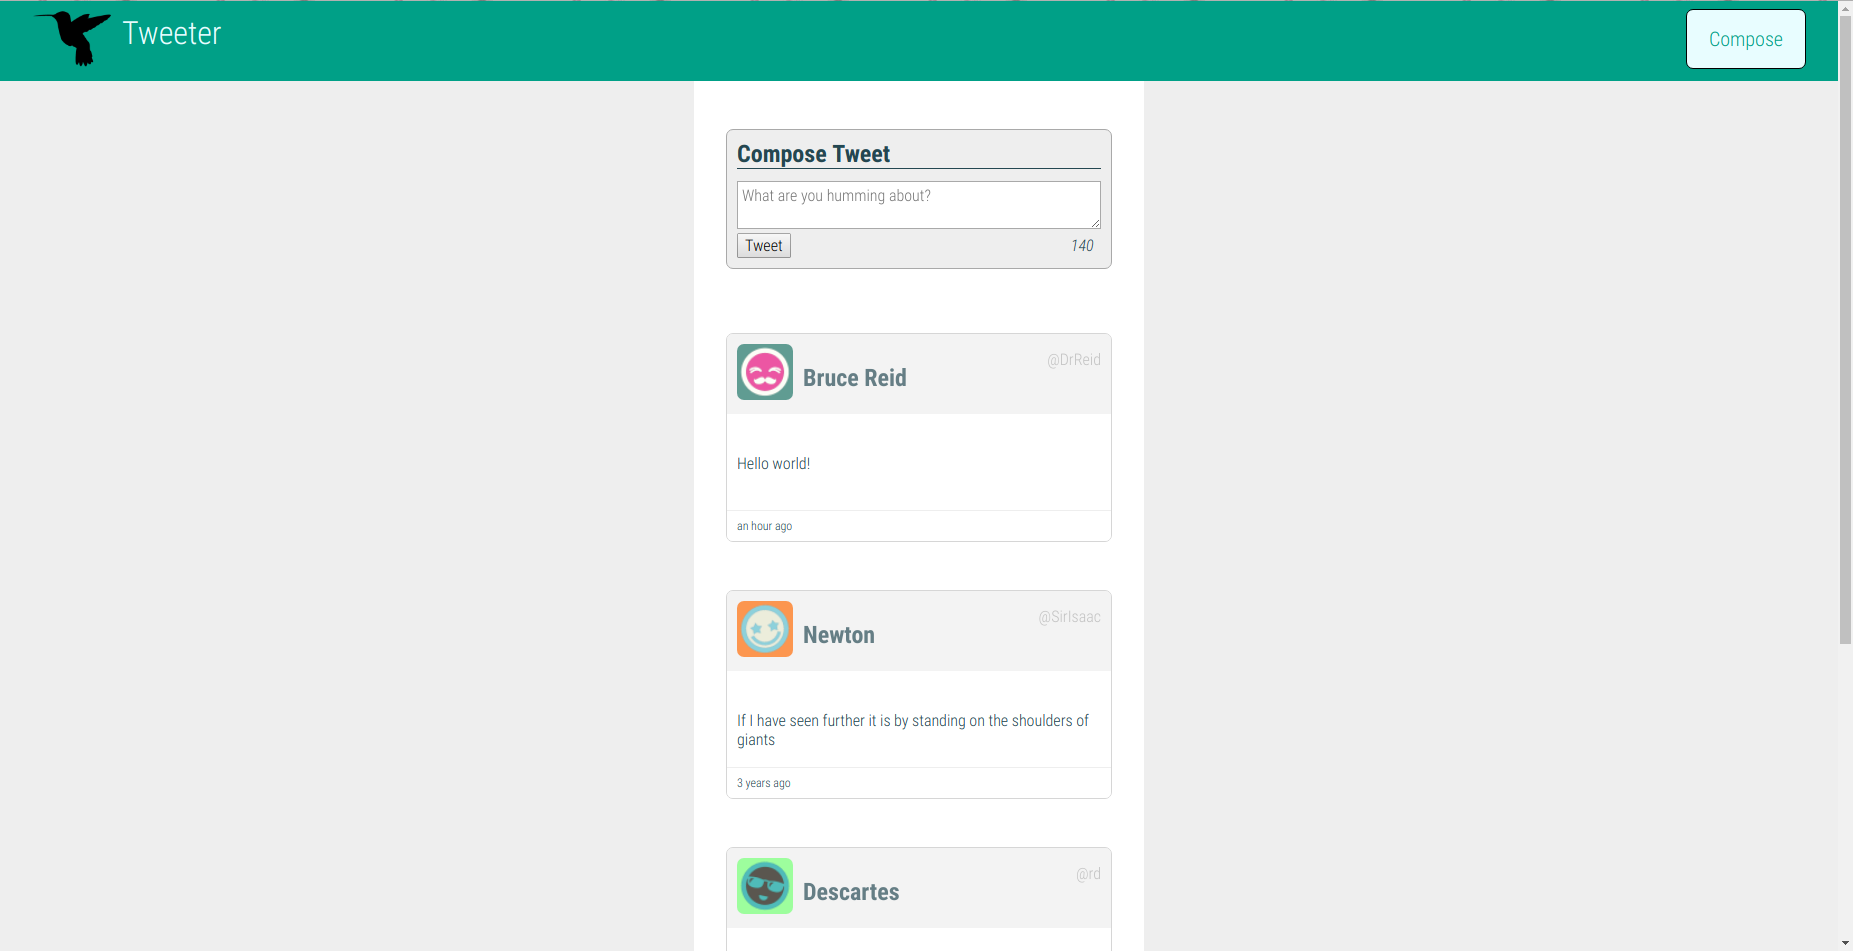 Tweeter
Compose
Compose Tweet
What are you humming about?
Tweet
140
@DrReid
Bruce Reid
Hello world!
an hour ago
@SirIsaac
Newton
If I have seen further it is by standing on the shoulders of
giants
3 years ago
@rd
Descartes